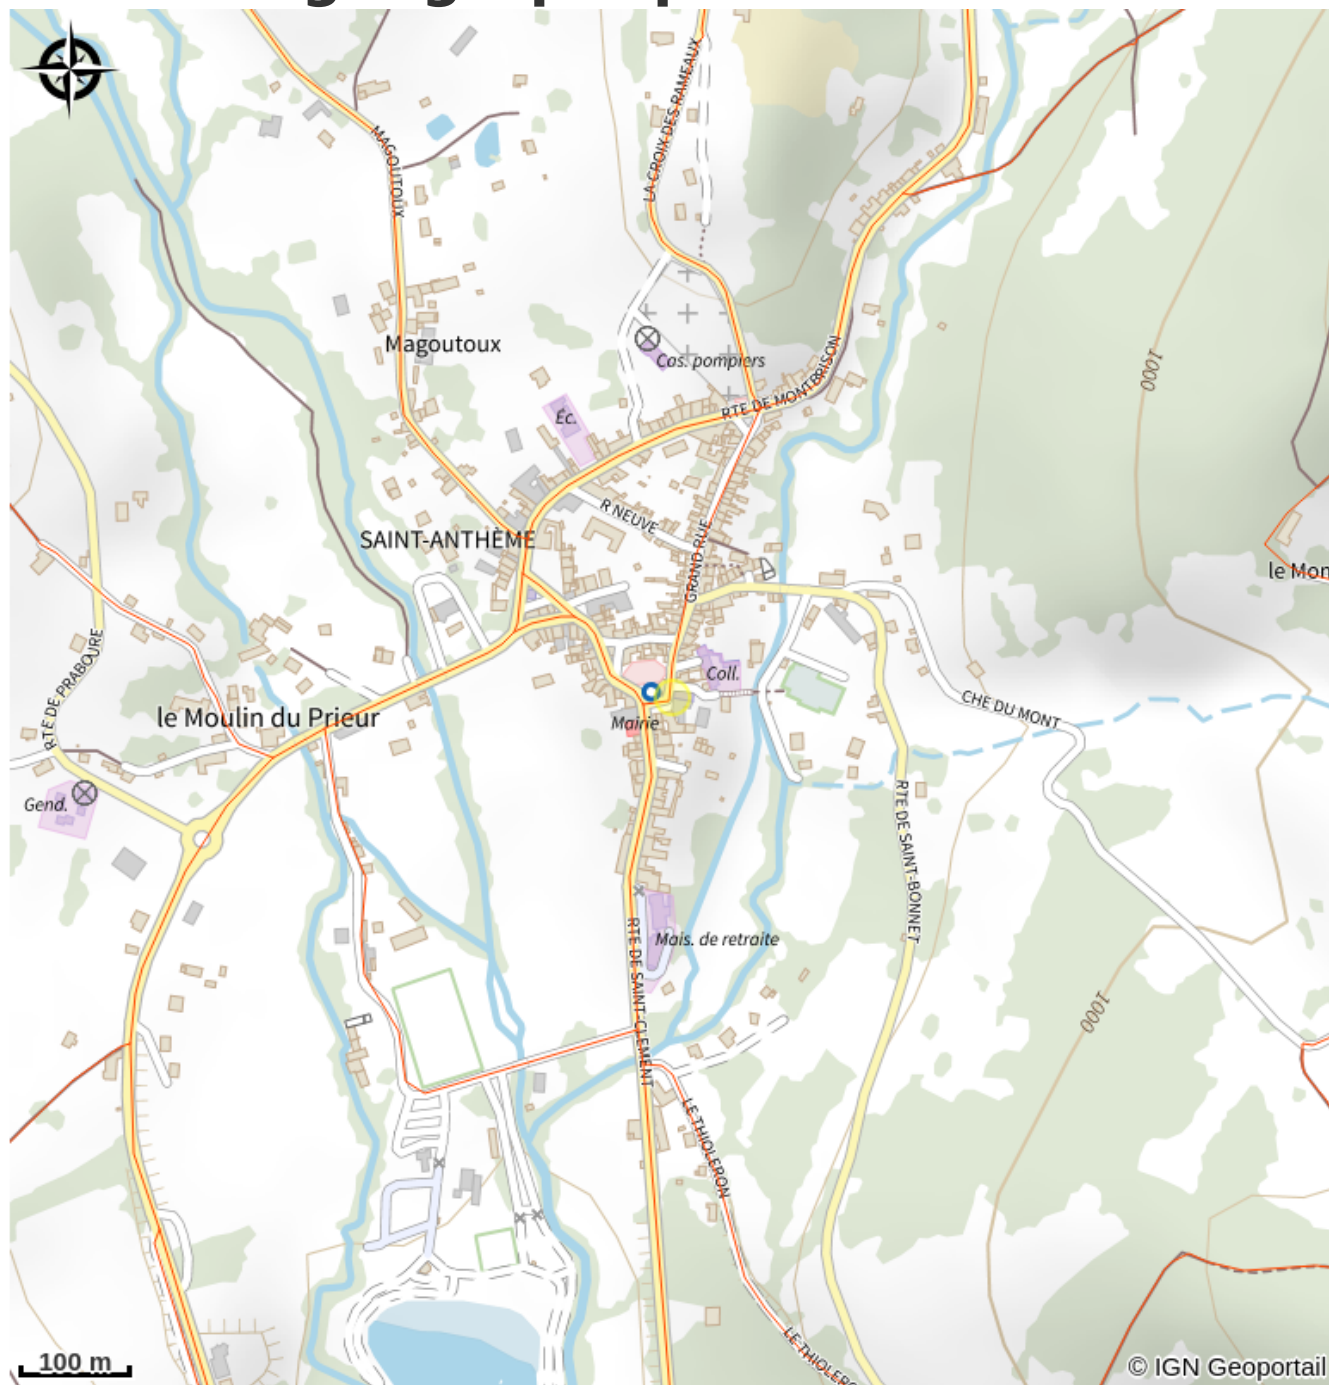 LA CROIX DES RAMEAUX
MAGOUTOUX
Magoutoux
Cas. pompiers
RTE DE MONTBRISON
Éc.
R NEUVE
SAINT-ANTHÈME
GRAND RUE
le Mon
RTE DE PRABOURE
Coll.
CHE DU MONT
le Moulin du Prieur
Mairie
Gend.
RTE DE SAINT-BONNET
Mais. de retraite
RTE DE SAINT-CLEMENT
1000
1000
LE THIOLERON
LE THIOLERO
100 m
© IGN Geoportail